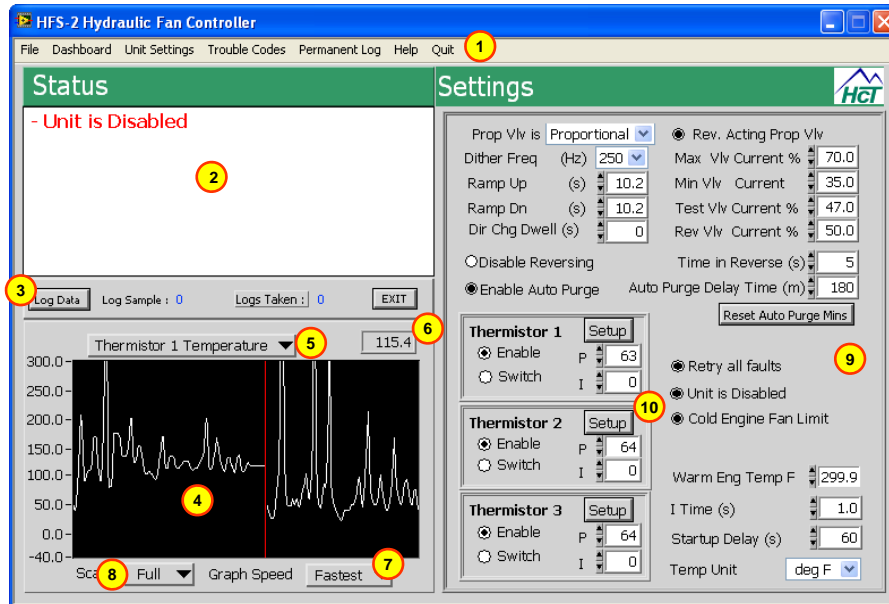 HFS-2 Hydraulic Fan Controller
File Dashboard Unit Settings Trouble Codes Permanent Log Help Quit 1
Status
- Unit is Disabled
2
3
Log Data Log Sample : 0 Logs Taken : 0 EXIT
Thermistor 1 Temperature 5 115.4 6
300.0
250.0
200.0
150.0
100.0
50.0
0.0
-40.0
4
8 Full Graph Speed Fastest 7
Settings
HCT
Prop Vlv is Proportional
Dither Freq (Hz) 250
Ramp Up (s) 10.2
Ramp Dn (s) 10.2
Dir Chg Dwell (s) 0
Rev. Acting Prop Vlv
Max Vlv Current % 70.0
Min Vlv Current 35.0
Test Vlv Current % 47.0
Rev Vlv Current % 50.0
Disable Reversing Time in Reverse (s) 5
Enable Auto Purge Auto Purge Delay Time (m) 180
Reset Auto Purge Mins
Thermistor 1 Setup
Enable P 63
Switch I 0
Thermistor 2 Setup
10
Enable P 64
Switch I 0
Thermistor 3 Setup
Enable P 64
Switch I 0
Retry all faults 9
Unit is Disabled
Cold Engine Fan Limit
Warm Eng Temp F 299.9
I Time (s) 1.0
Startup Delay (s) 60
Temp Unit deg F